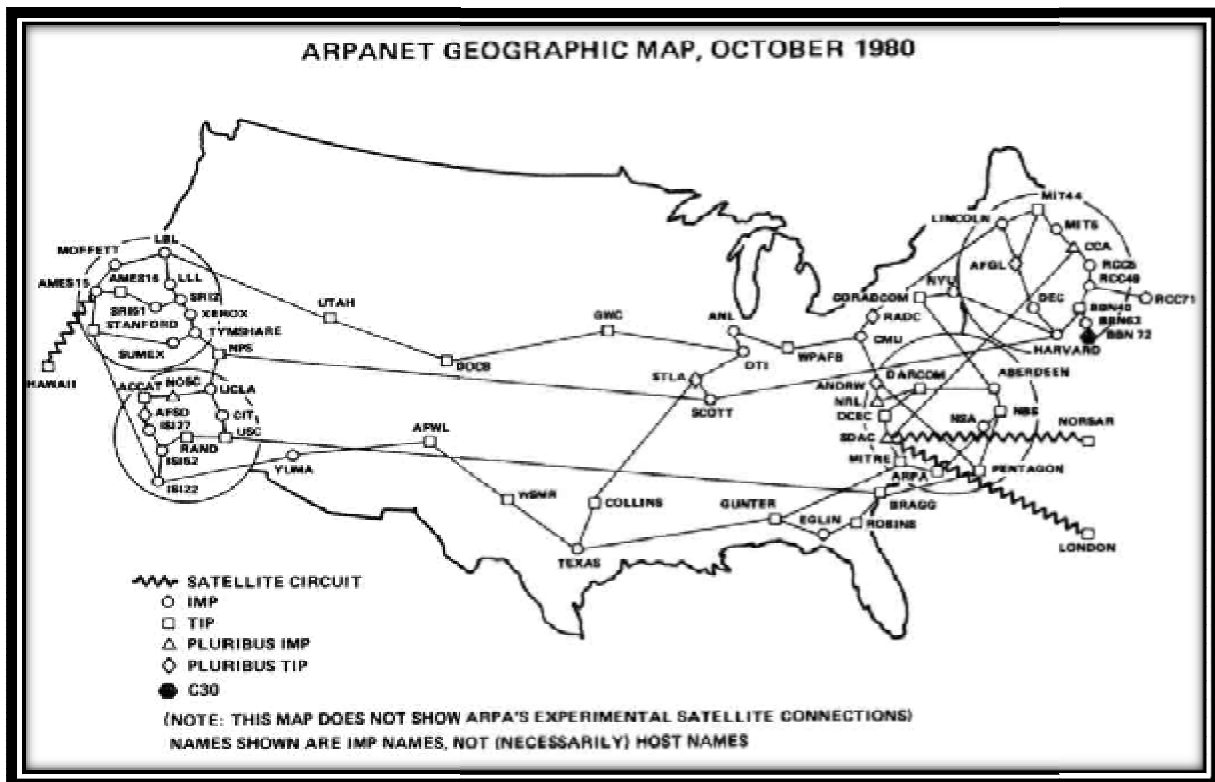 ARPANET GEOGRAPHIC MAP, OCTOBER 1980
MIT44
LINCOLN
MIT6
LBL
MOFFETT
CCA
AFGL
RCC5
AMES15
AMES16
LLL
NYU
RCC49
SRI2
DEC
RCC71
UTAH
CORADCOM
SRI51
XEROX
BBN40
GWC
ANL
RADC
BBN63
STANFORD
TYMSHARE
BBN 72
CMU
HARVARD
SUMEX
NPS
WPAFB
DTI
HAWAII
DOCB
STLA
ANDRW
DARCOM
ABERDEEN
ACCAT
NOSC
UCLA
SCOTT
NRL
AFSD
CIT
DCEC
NSA
NBS
NORSAR
ISI27
USC
AFWL
SDAC
RAND
ISI52
YUMA
MITRE
ARPA
PENTAGON
ISI22
WSMR
COLLINS
GUNTER
BRAGG
EGLIN
ROBINS
TEXAS
LONDON
SATELLITE CIRCUIT
IMP
TIP
PLURIBUS IMP
PLURIBUS TIP
C30
(NOTE: THIS MAP DOES NOT SHOW ARPA'S EXPERIMENTAL SATELLITE CONNECTIONS)
NAMES SHOWN ARE IMP NAMES, NOT (NECESSARILY) HOST NAMES